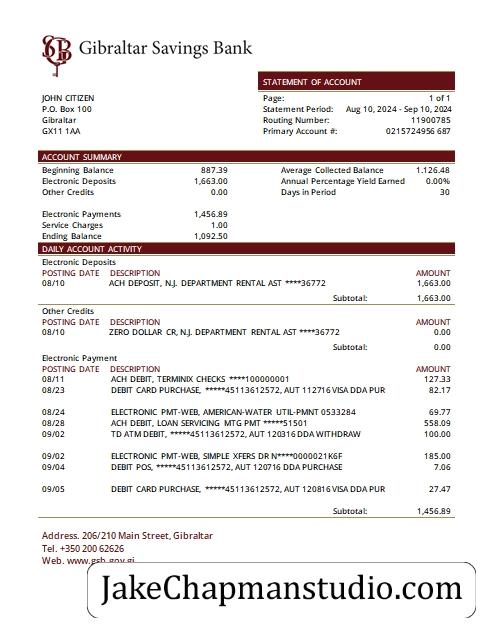 Gibraltar Savings Bank
STATEMENT OF ACCOUNT
JOHN CITIZEN
P.O. Box 100
Gibraltar
GX11 1AA
Page: 1 of 1
Statement Period: Aug 10, 2024 - Sep 10, 2024
Routing Number: 11900785
Primary Account #: 0215724956 687
ACCOUNT SUMMARY
Beginning Balance 887.39 Average Collected Balance 1.126.48
Electronic Deposits 1,663.00 Annual Percentage Yield Earned 0.00%
Other Credits 0.00 Days in Period 30
Electronic Payments 1,456.89
Service Charges 1.00
Ending Balance 1,092.50
DAILY ACCOUNT ACTIVITY
Electronic Deposits
POSTING DATE DESCRIPTION AMOUNT
08/10 ACH DEPOSIT, N.J. DEPARTMENT RENTAL AST ****36772 1,663.00
Subtotal: 1,663.00
Other Credits
POSTING DATE DESCRIPTION AMOUNT
08/10 ZERO DOLLAR CR, N.J. DEPARTMENT RENTAL AST ****36772 0.00
Subtotal: 0.00
Electronic Payment
POSTING DATE DESCRIPTION AMOUNT
08/11 ACH DEBIT, TERMINIX CHECKS ****100000001 127.33
08/23 DEBIT CARD PURCHASE, *****45113612572, AUT 112716 VISA DDA PUR 82.17
08/24 ELECTRONIC PMT-WEB, AMERICAN-WATER UTIL-PMNT 0533284 69.77
08/28 ACH DEBIT, LOAN SERVICING MTG PMT *****51501 558.09
09/02 TD ATM DEBIT, *****45113612572, AUT 120316 DDA WITHDRAW 100.00
09/02 ELECTRONIC PMT-WEB, SIMPLE XFERS DR N****0000021K6F 185.00
09/04 DEBIT POS, *****45113612572, AUT 120716 DDA PURCHASE 7.06
09/05 DEBIT CARD PURCHASE, *****45113612572, AUT 120816 VISA DDA PUR 27.47
Subtotal: 1,456.89
Address. 206/210 Main Street, Gibraltar
Tel. +350 200 62626
Web. www.gsb.gov.gi
JakeChapmanstudio.com